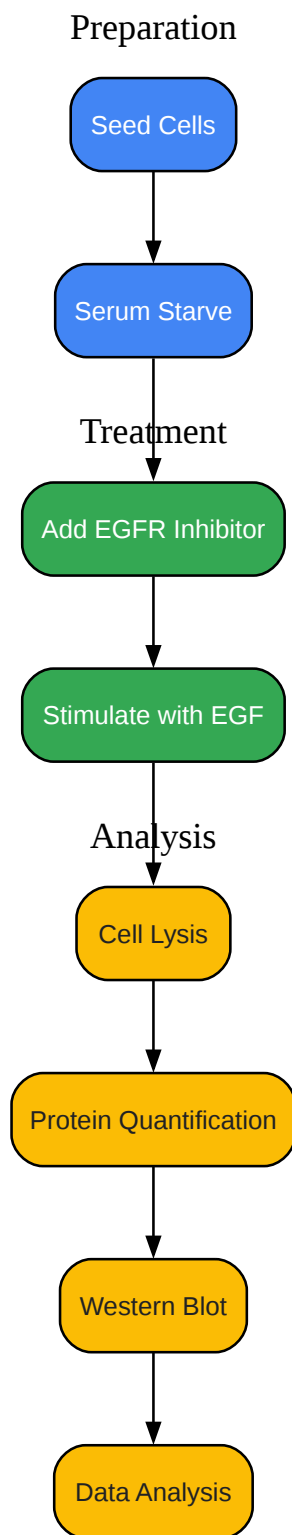 Preparation
Seed Cells
Serum Starve
Treatment
Add EGFR Inhibitor
Stimulate with EGF
Analysis
Cell Lysis
Protein Quantification
Western Blot
Data Analysis